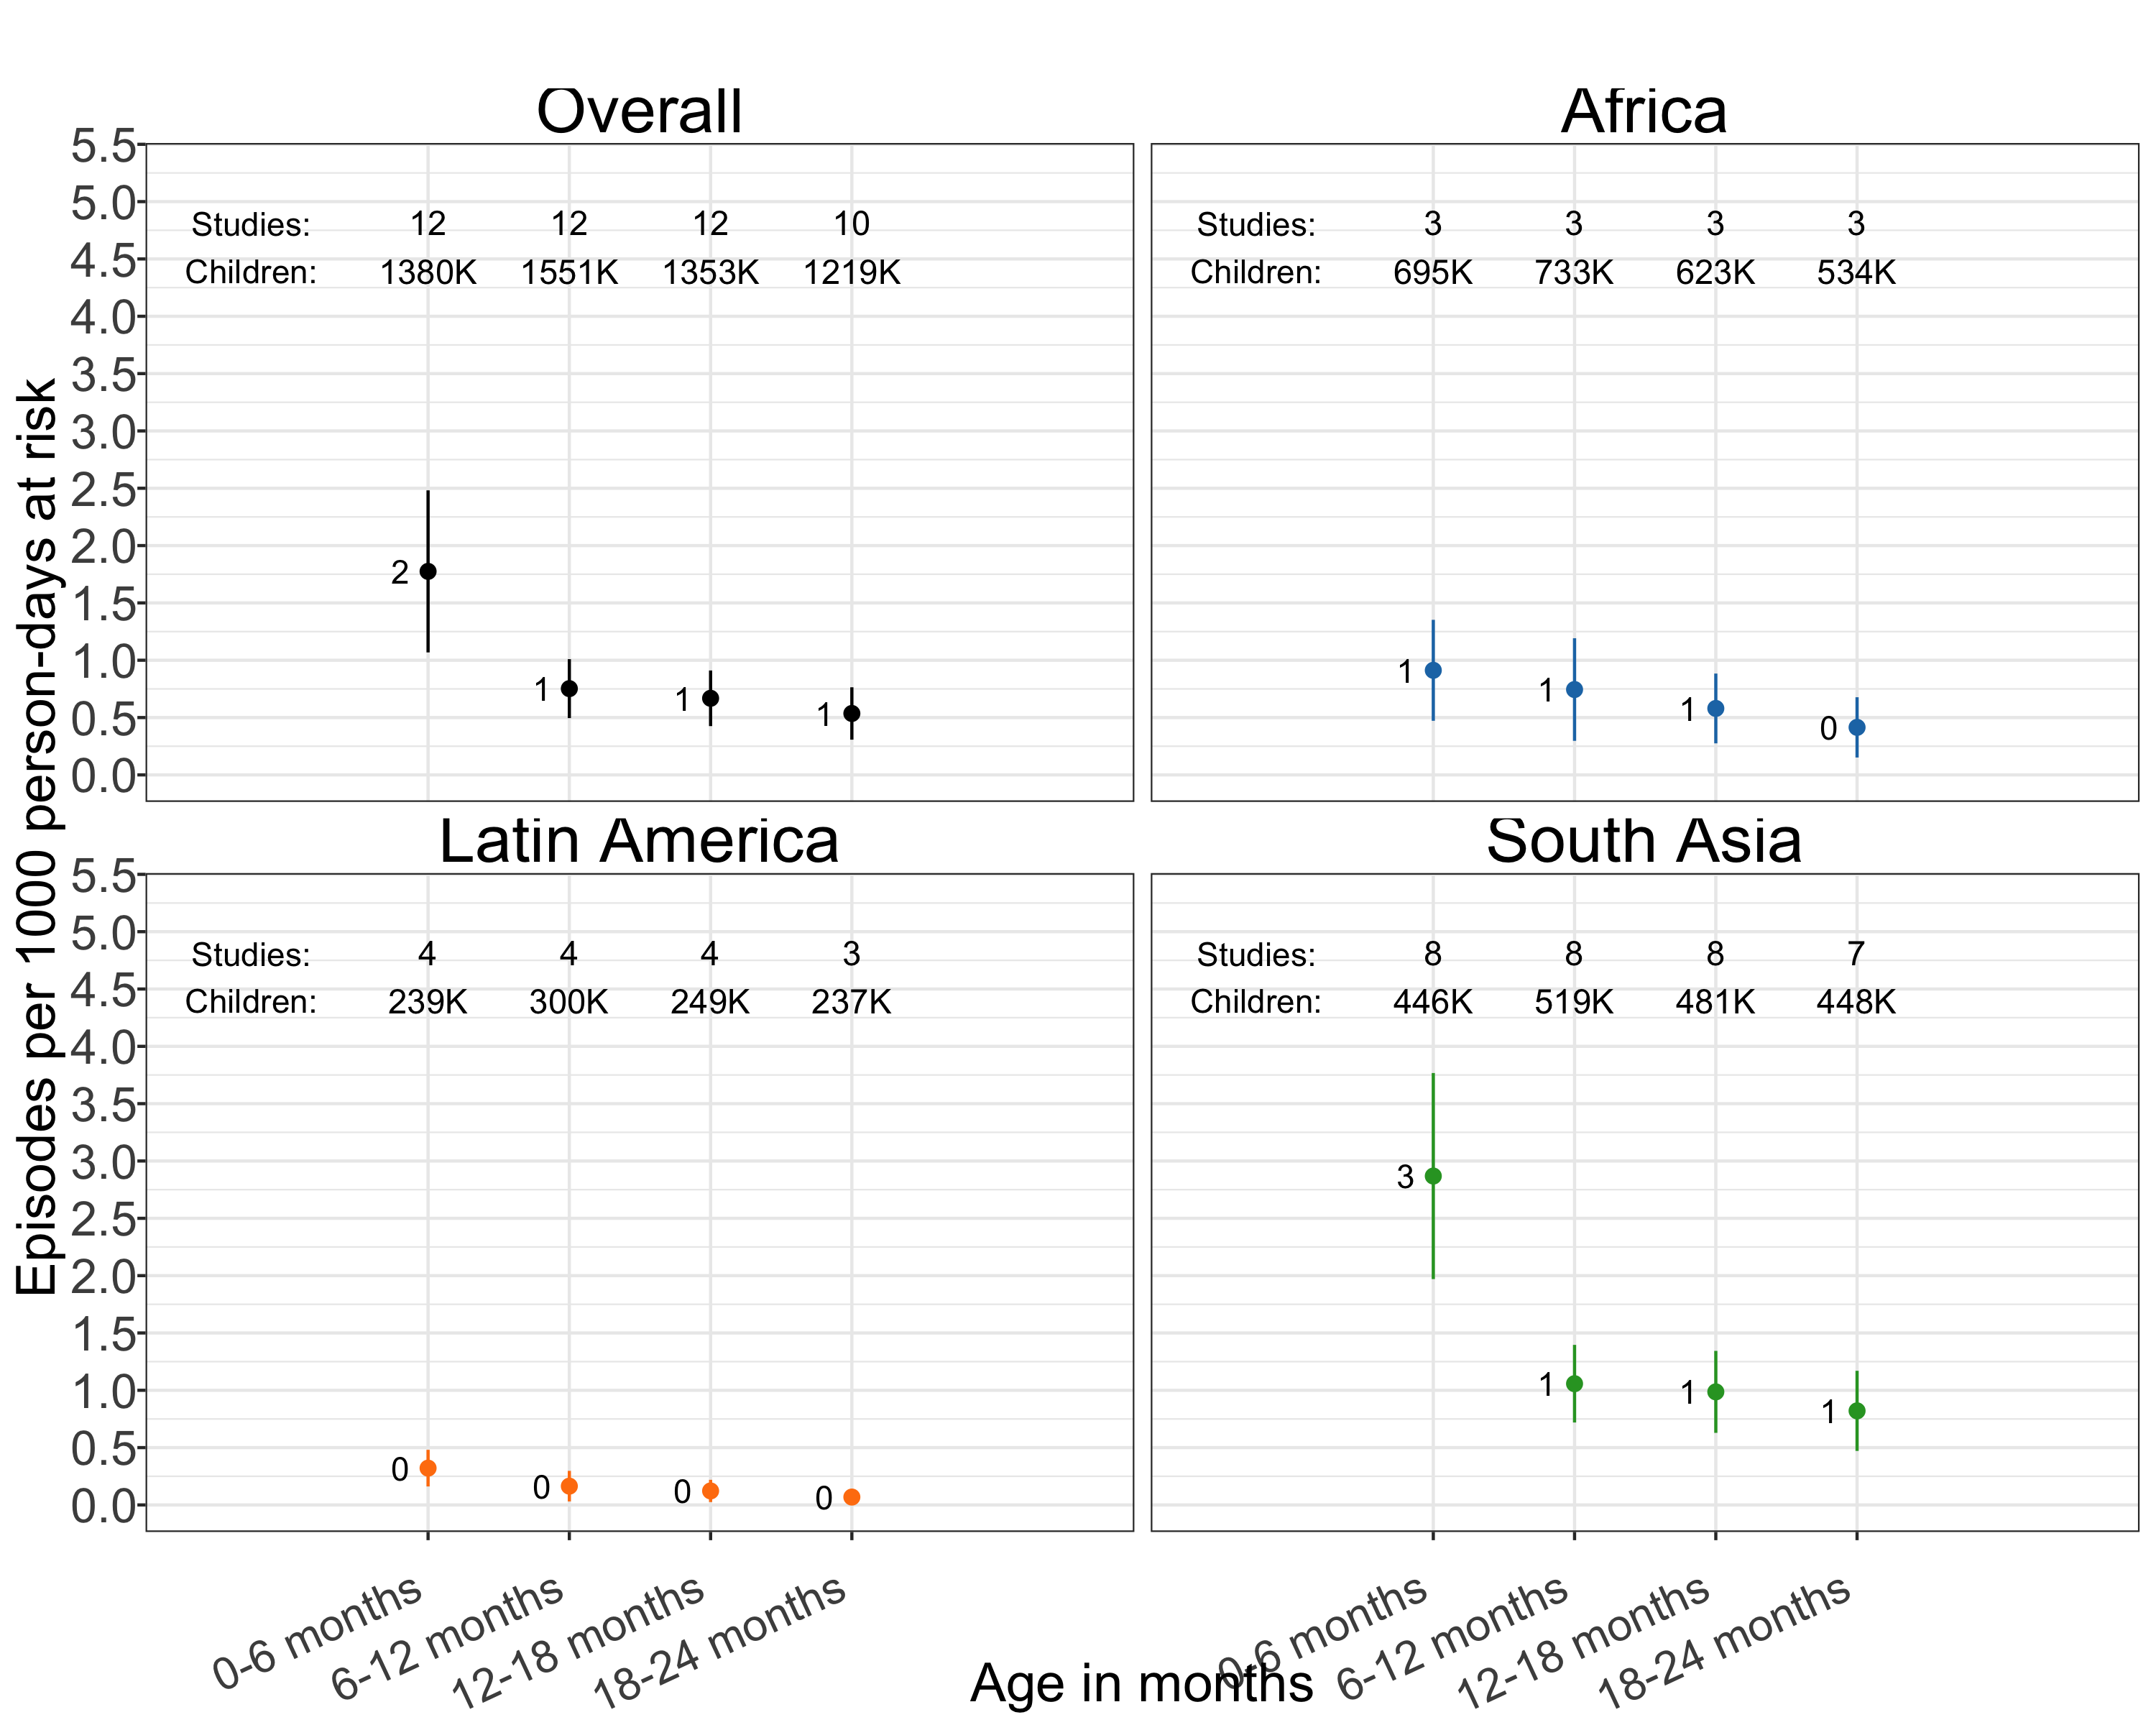 Overall
5.5
5.0
4.5
4.0
3.5
3.0
2.5
2.0
1.5
1.0
0.5
0.0
Studies: 12 12 12 10
Children: 1380K 1551K 1353K 1219K
2
1
1
1
Africa
Studies: 3 3 3 3
Children: 695K 733K 623K 534K
1
1
1
0
Episodes per 1000 person-days at risk
Latin America
5.5
5.0
4.5
4.0
3.5
3.0
2.5
2.0
1.5
1.0
0.5
0.0
Studies: 4 4 4 3
Children: 239K 300K 249K 237K
0
0
0
0
South Asia
Studies: 8 8 8 7
Children: 446K 519K 481K 448K
3
1
1
1
0-6 months
6-12 months
12-18 months
18-24 months
0-6 months
6-12 months
12-18 months
18-24 months
Age in months